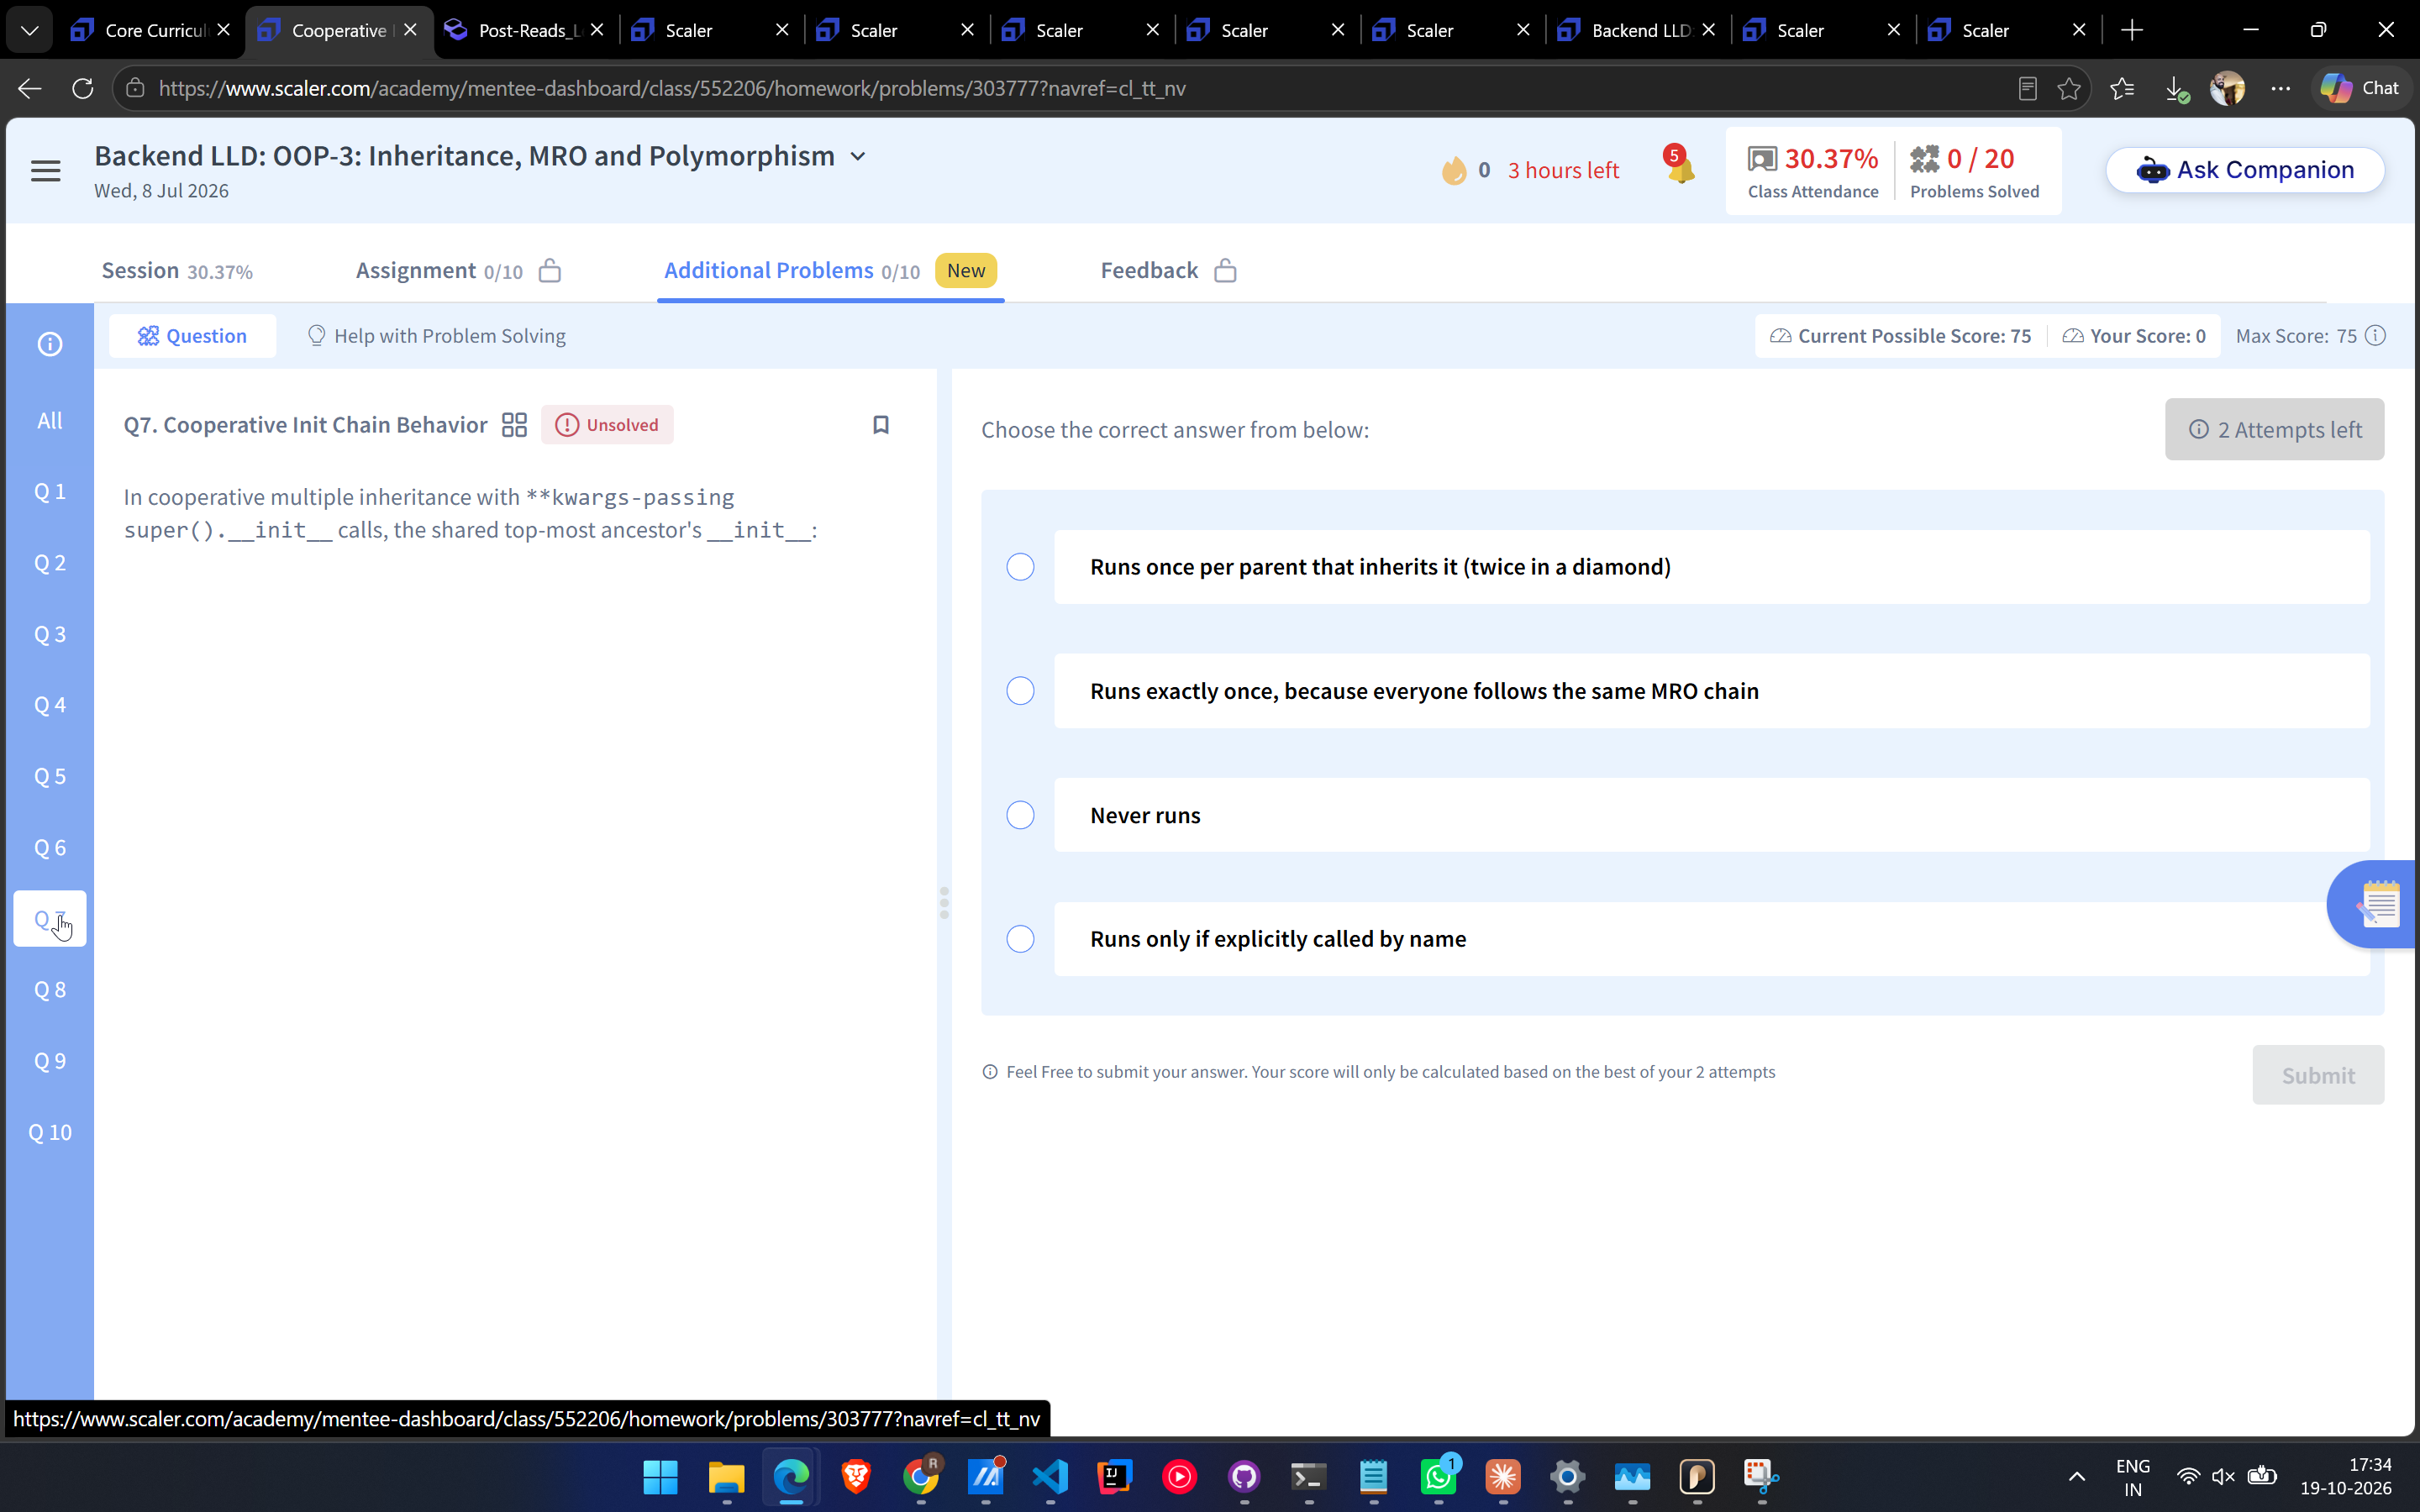 Core Curricul
Cooperative
Post-Reads_L
Scaler
Scaler
Scaler
Scaler
Scaler
Backend LLD:
Scaler
Scaler
https://www.scaler.com/academy/mentee-dashboard/class/552206/homework/problems/303777?navref=cl_tt_nv
Chat
Backend LLD: OOP-3: Inheritance, MRO and Polymorphism
Wed, 8 Jul 2026
0 3 hours left
5
30.37%
Class Attendance
0 / 20
Problems Solved
Ask Companion
Session 30.37%
Assignment 0/10
Additional Problems 0/10 New
Feedback
Question
Help with Problem Solving
Current Possible Score: 75
Your Score: 0
Max Score: 75
All
Q 1
Q 2
Q 3
Q 4
Q 5
Q 6
Q 7
Q 8
Q 9
Q 10
Q7. Cooperative Init Chain Behavior
Unsolved
In cooperative multiple inheritance with **kwargs-passing
super().__init__ calls, the shared top-most ancestor's __init__:
Choose the correct answer from below:
2 Attempts left
Runs once per parent that inherits it (twice in a diamond)
Runs exactly once, because everyone follows the same MRO chain
Never runs
Runs only if explicitly called by name
Feel Free to submit your answer. Your score will only be calculated based on the best of your 2 attempts
Submit
https://www.scaler.com/academy/mentee-dashboard/class/552206/homework/problems/303777?navref=cl_tt_nv
R
IJ
1
ENG
IN
17:34
19-10-2026